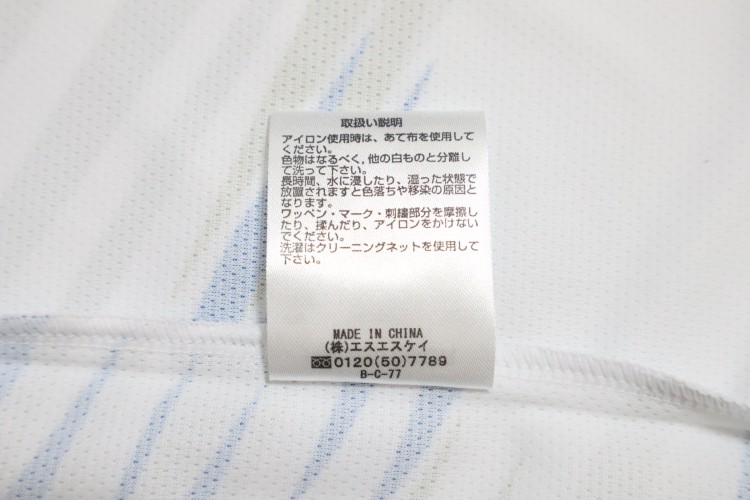 取扱い説明
アイロン使用時は、あて布を使用して
ください。
色物はなるべく,他の白ものと分離し
て洗って下さい。
長時間、水に浸したり、湿った状態で
放置されますと色落ちや移染の原因と
なります。
ワッペン・マーク・刺繍部分を摩擦し
たり、揉んだり、アイロンをかけない
でください。
洗濯はクリーニングネットを使用して
下さい。
MADE IN CHINA
(株)エスエスケイ
0120(50)7789
B-C-77